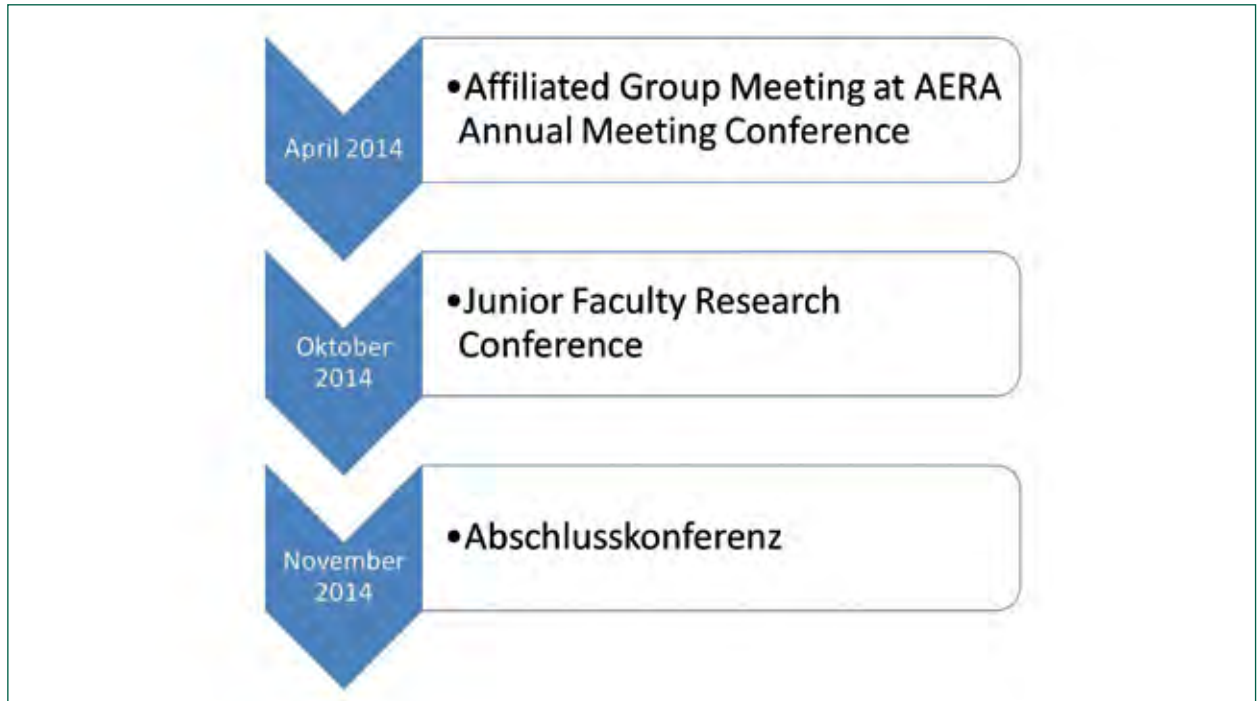 April 2014
•Affiliated Group Meeting at AERA
Annual Meeting Conference
Oktober
2014
•Junior Faculty Research
Conference
November
2014
•Abschlusskonferenz